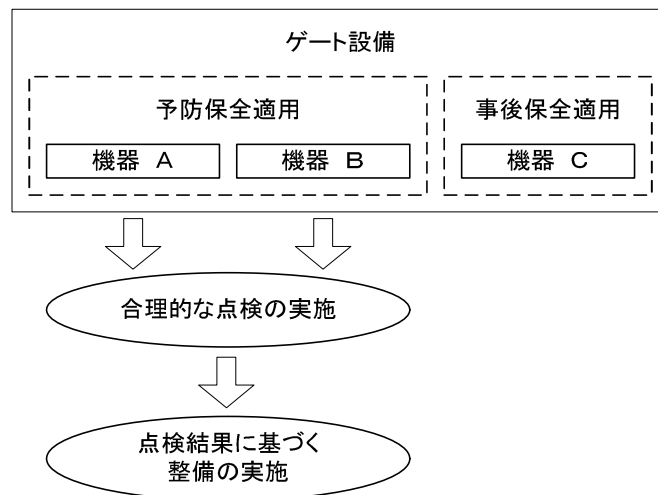 ゲート設備
予防保全適用
事後保全適用
機器 A
機器 B
機器 C
合理的な点検の実施
点検結果に基づく
整備の実施